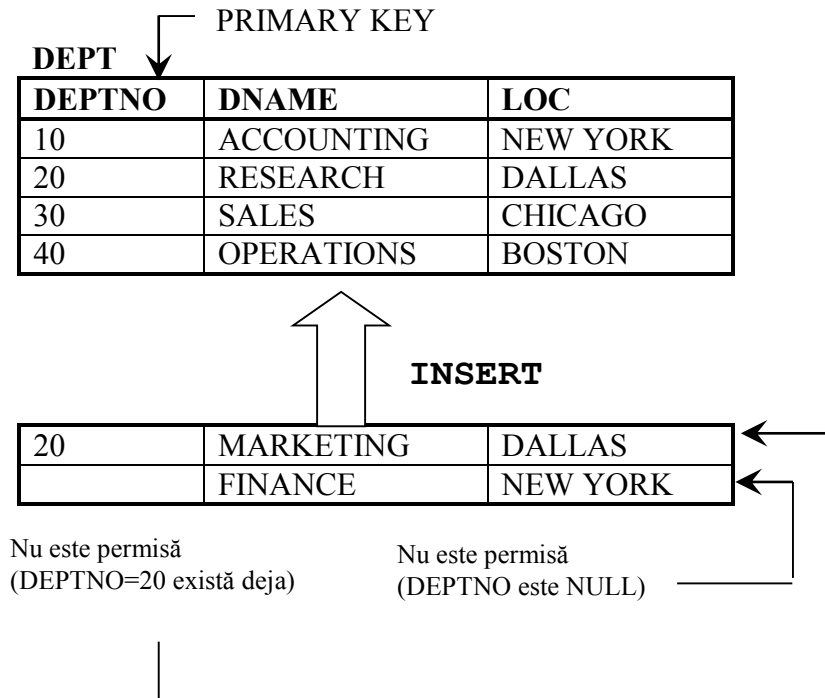 PRIMARY KEY
DEPT
DEPTNO DNAME LOC
10 ACCOUNTING NEW YORK
20 RESEARCH DALLAS
30 SALES CHICAGO
40 OPERATIONS BOSTON
INSERT
20 MARKETING DALLAS
FINANCE NEW YORK
Nu este permisă
(DEPTNO=20 există deja)
Nu este permisă
(DEPTNO este NULL)